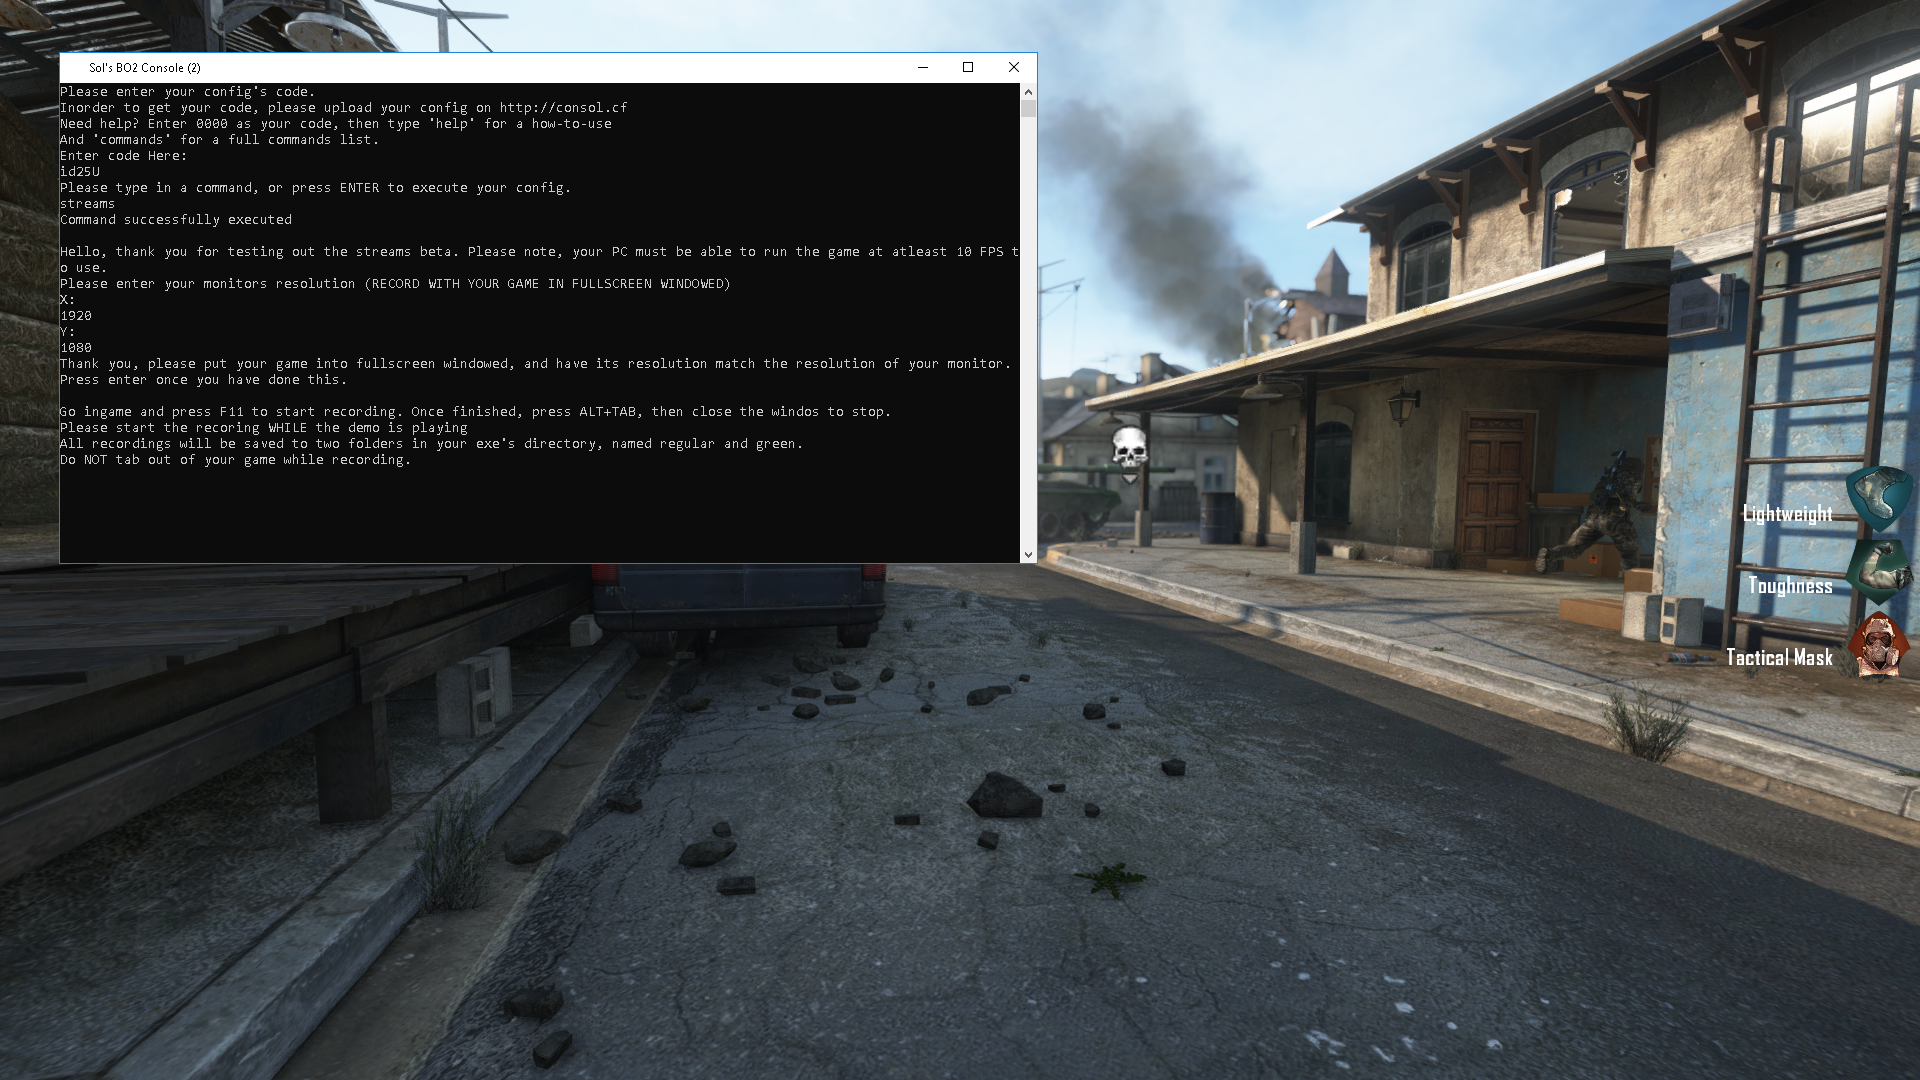 Sol's BO2 Console (2)
Please enter your config's code.
Inorder to get your code, please upload your config on http://consol.cf
Need help? Enter 0000 as your code, then type 'help' for a how-to-use
And 'commands' for a full commands list.
Enter code Here:
id25U
Please type in a command, or press ENTER to execute your config.
streams
Command successfully executed
Hello, thank you for testing out the streams beta. Please note, your PC must be able to run the game at atleast 10 FPS t
o use.
Please enter your monitors resolution (RECORD WITH YOUR GAME IN FULLSCREEN WINDOWED)
X:
1920
Y:
1080
Thank you, please put your game into fullscreen windowed, and have its resolution match the resolution of your monitor.
Press enter once you have done this.
Go ingame and press F11 to start recording. Once finished, press ALT+TAB, then close the windos to stop.
Please start the recoring WHILE the demo is playing
All recordings will be saved to two folders in your exe's directory, named regular and green.
Do NOT tab out of your game while recording.
Lightweight
Toughness
Tactical Mask